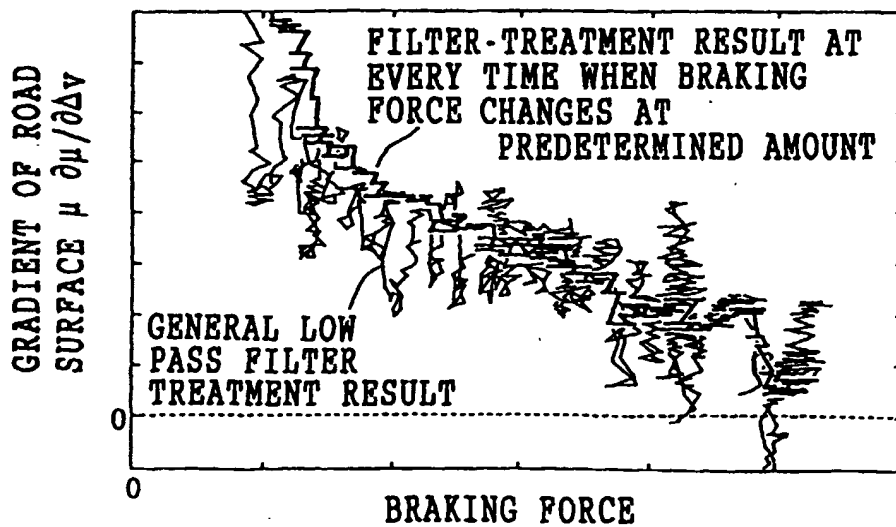 GRADIENT OF ROAD
SURFACE μ ∂μ/∂Δv
FILTER-TREATMENT RESULT AT
EVERY TIME WHEN BRAKING
FORCE CHANGES AT
PREDETERMINED AMOUNT
GENERAL LOW
PASS FILTER
TREATMENT RESULT
0
0
BRAKING FORCE